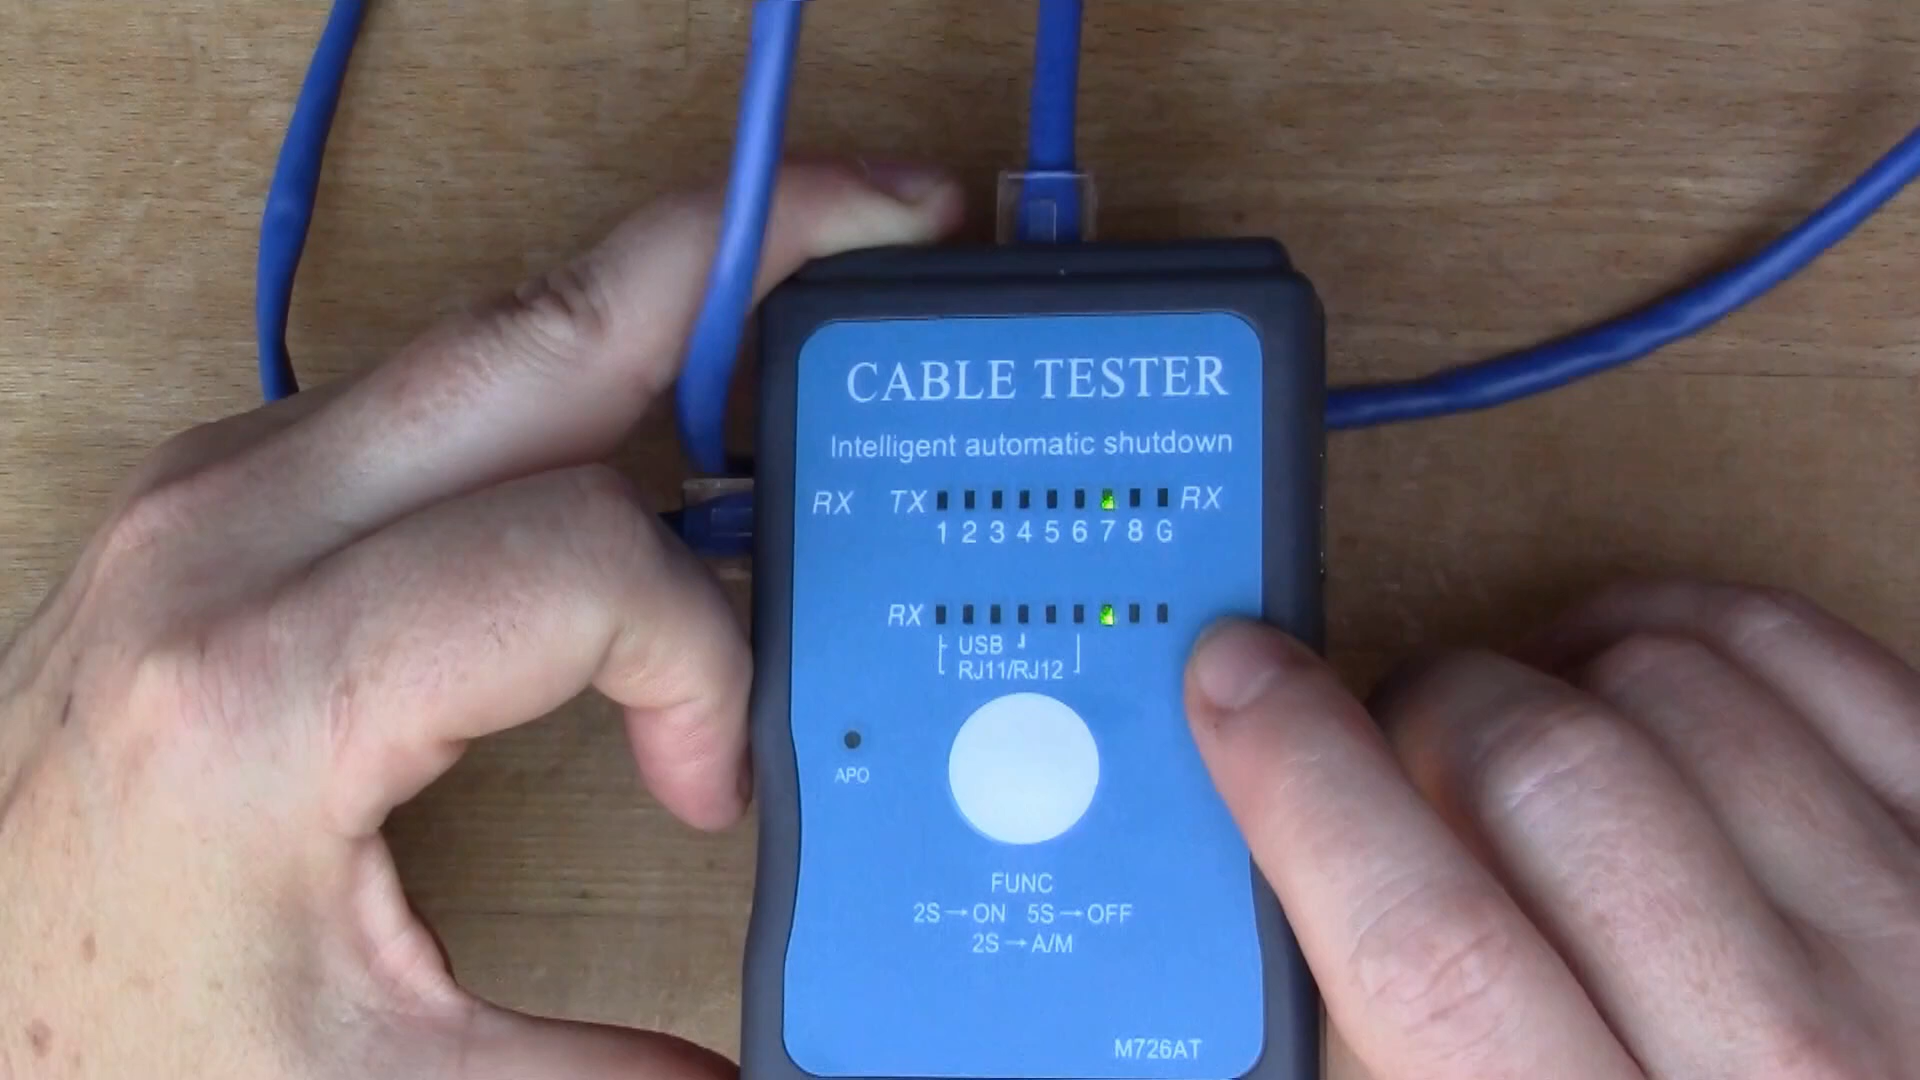 CABLE TESTER
Intelligent automatic shutdown
RX TX RX
1 2 3 4 5 6 7 8 G
RX
USB
RJ11/RJ12
APO
FUNC
2S→ON 5S→OFF
2S→A/M
M726AT